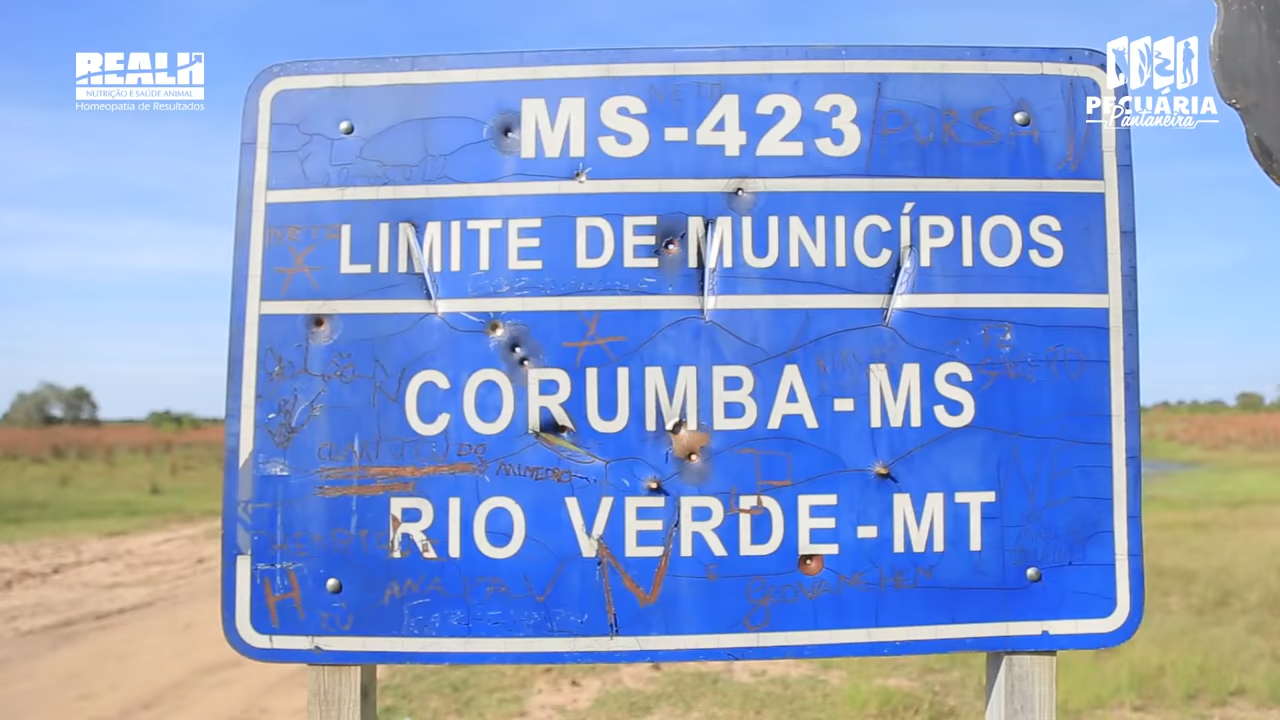 REALH
NUTRIÇÃO E SAÚDE ANIMAL
Homeopatia de Resultados
PECUÁRIA
Pantaneira
MS-423
LIMITE DE MUNICÍPIOS
CORUMBA-MS
RIO VERDE-MT